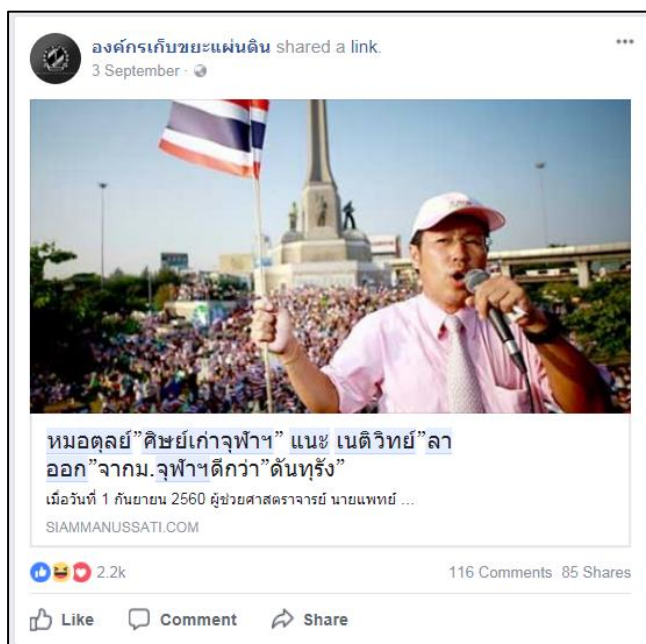 องค์กรเก็บขยะแผ่นดิน shared a link.
3 September
หมอตุลย์"ศิษย์เก่าจุฬาฯ" แนะ เนติวิทย์"ลา
ออก"จากม.จุฬาฯดีกว่า"ดันทุรัง"
เมื่อวันที่ 1 กันยายน 2560 ผู้ช่วยศาสตราจารย์ นายแพทย์ ...
SIAMMANUSSATI.COM
2.2k 116 Comments 85 Shares
Like Comment Share